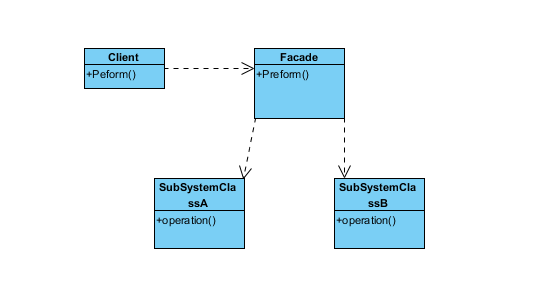 Client
+Peform()
Facade
+Preform()
SubSystemCla
ssA
+operation()
SubSystemCla
ssB
+operation()